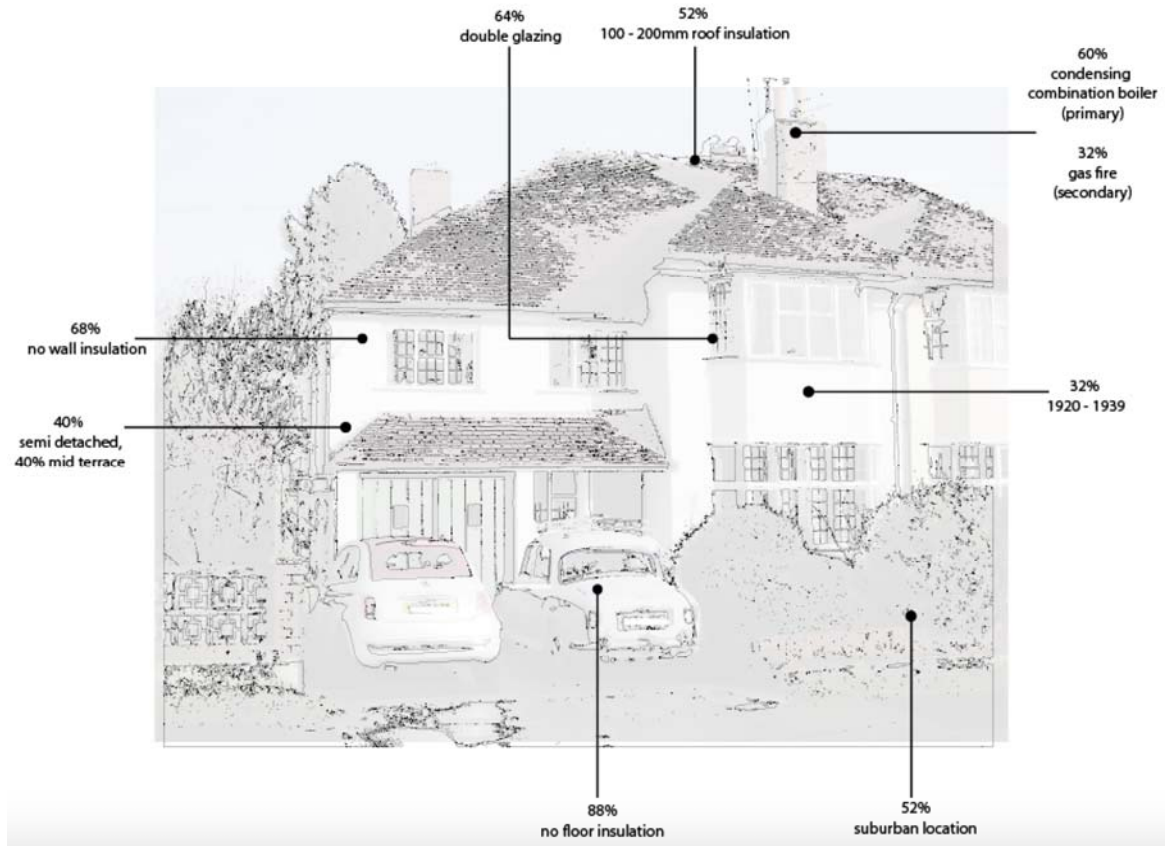 64%
double glazing
52%
100 - 200mm roof insulation
60%
condensing
combination boiler
(primary)
32%
gas fire
(secondary)
68%
no wall insulation
32%
1920 - 1939
40%
semi detached,
40% mid terrace
88%
no floor insulation
52%
suburban location